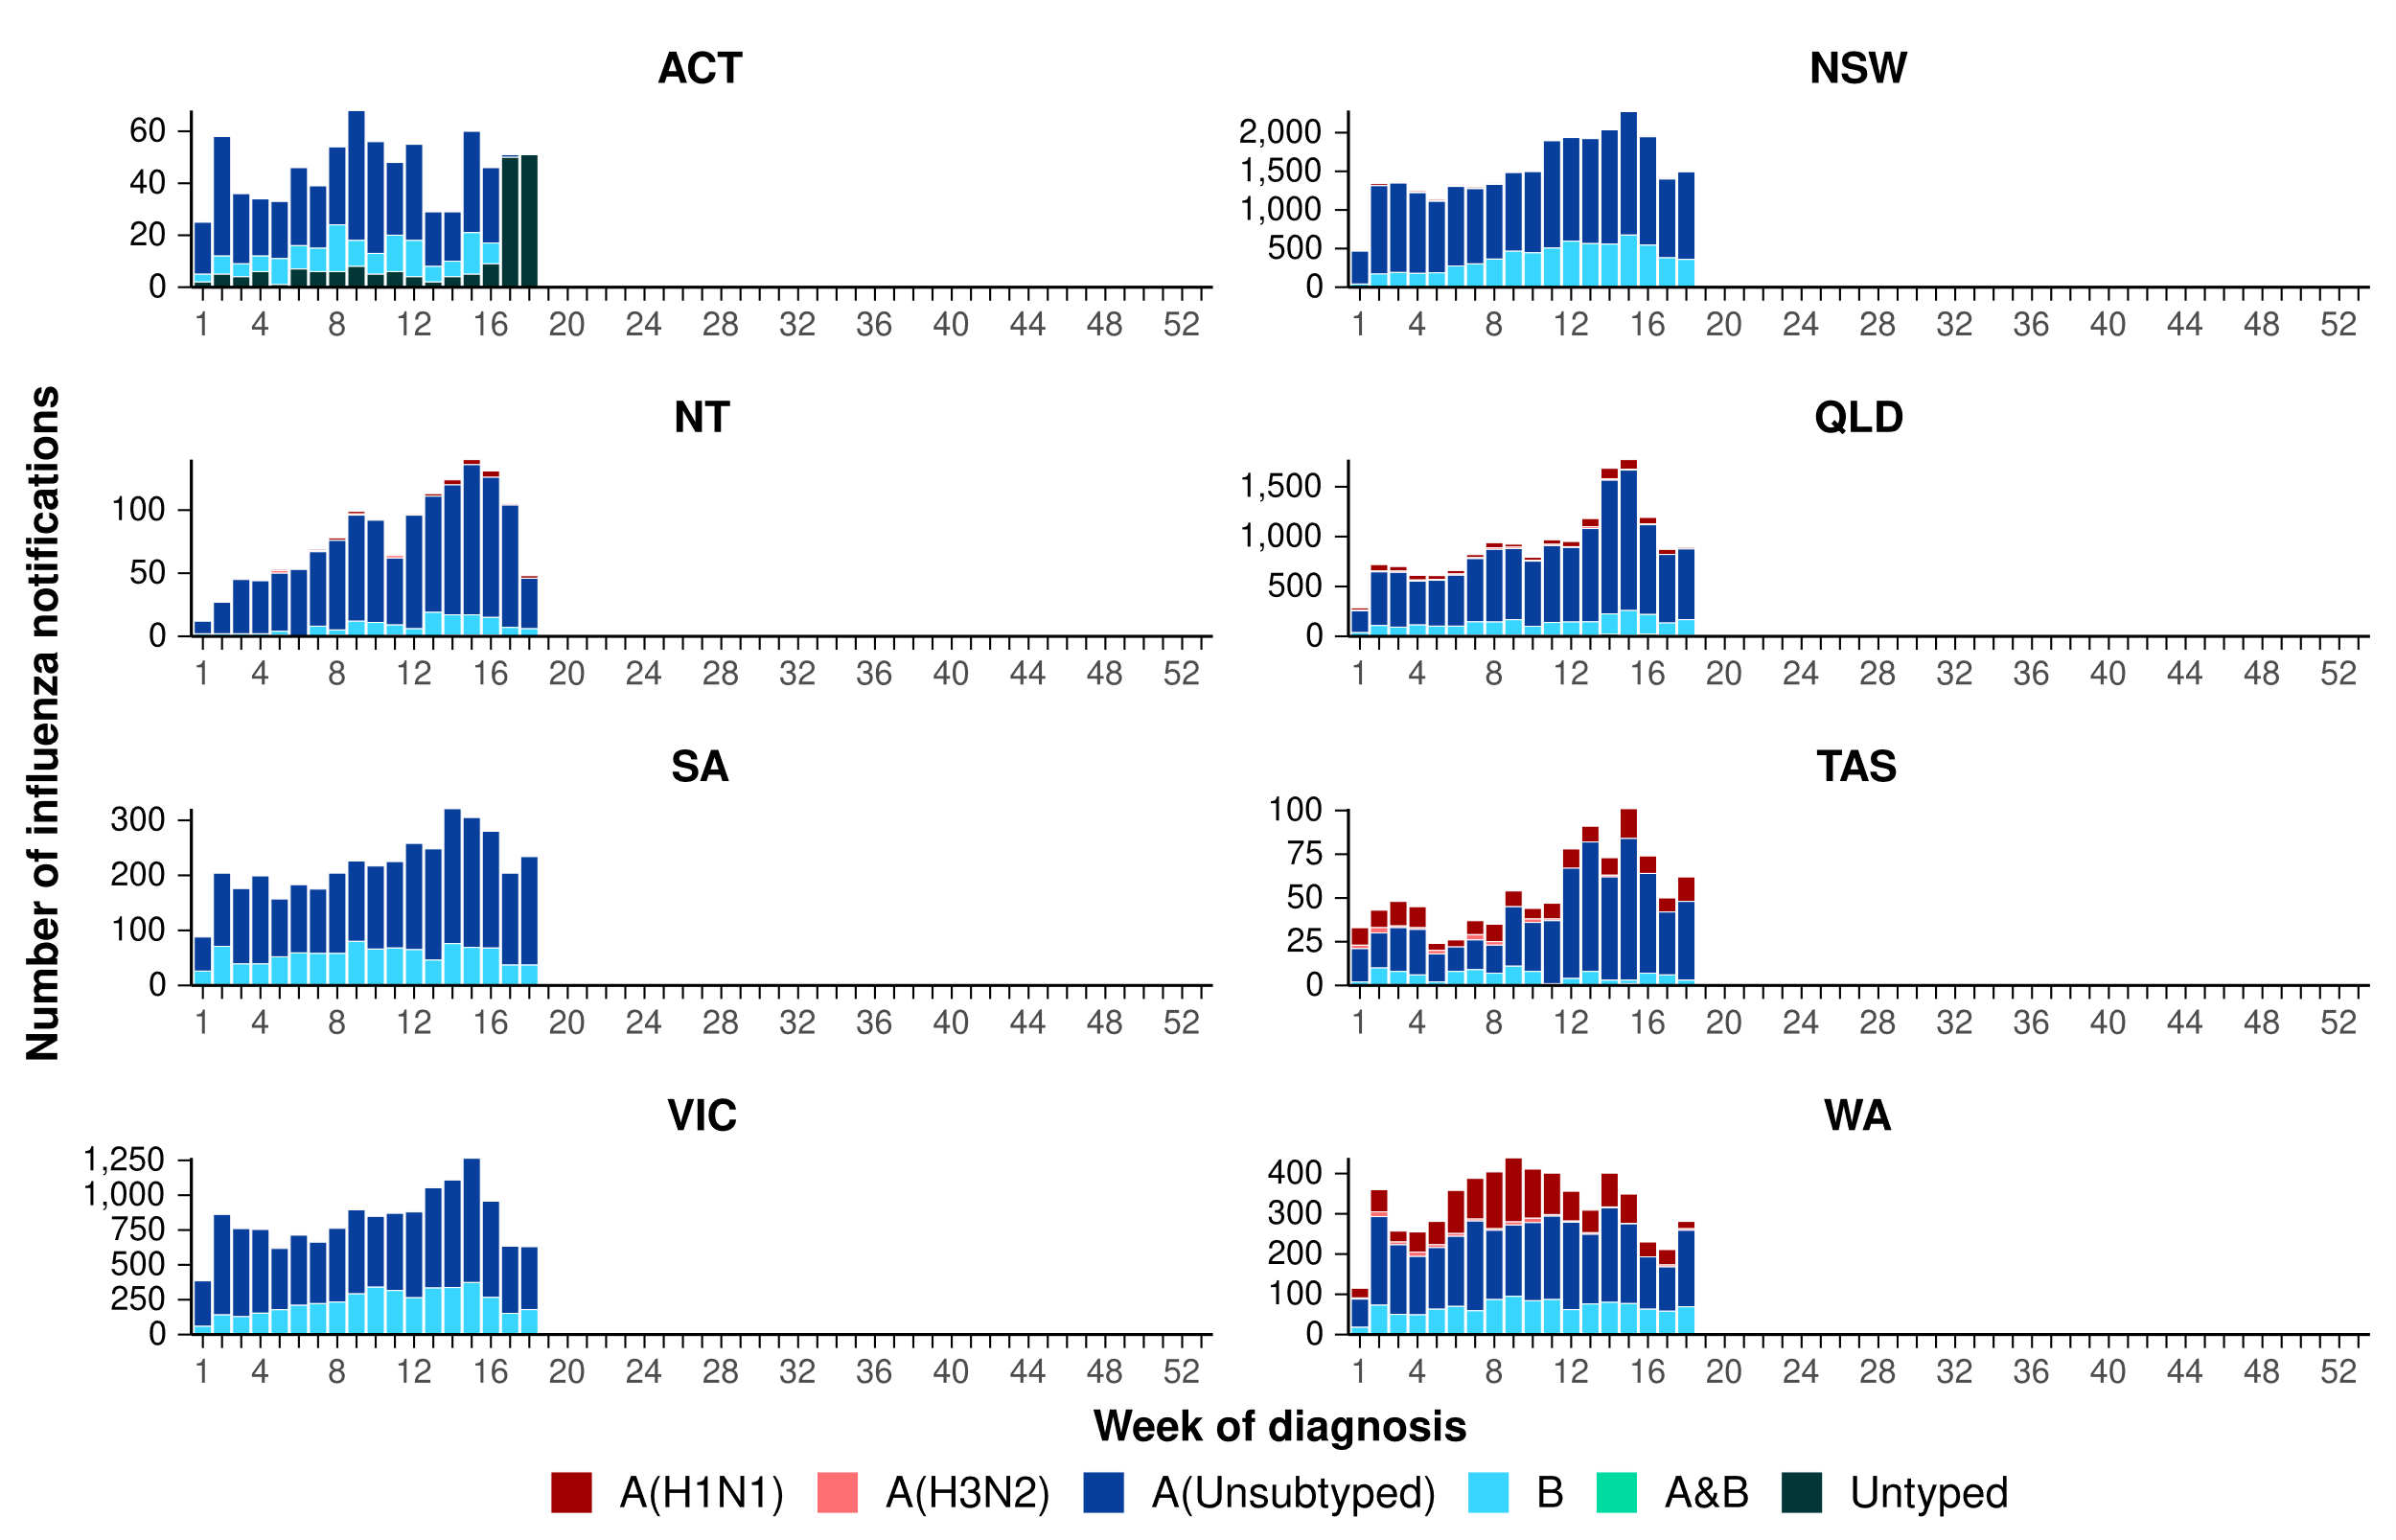 ACT
NSW
60
40
20
0
1 4 8 12 16 20 24 28 32 36 40 44 48 52
2,000
1,500
1,000
500
0
1 4 8 12 16 20 24 28 32 36 40 44 48 52
NT
QLD
100
50
0
1 4 8 12 16 20 24 28 32 36 40 44 48 52
1,500
1,000
500
0
1 4 8 12 16 20 24 28 32 36 40 44 48 52
Number of influenza notifications
SA
TAS
300
200
100
0
1 4 8 12 16 20 24 28 32 36 40 44 48 52
100
75
50
25
0
1 4 8 12 16 20 24 28 32 36 40 44 48 52
VIC
WA
1,250
1,000
750
500
250
0
1 4 8 12 16 20 24 28 32 36 40 44 48 52
400
300
200
100
0
1 4 8 12 16 20 24 28 32 36 40 44 48 52
Week of diagnosis
A(H1N1) A(H3N2) A(Unsubtyped) B A&B Untyped